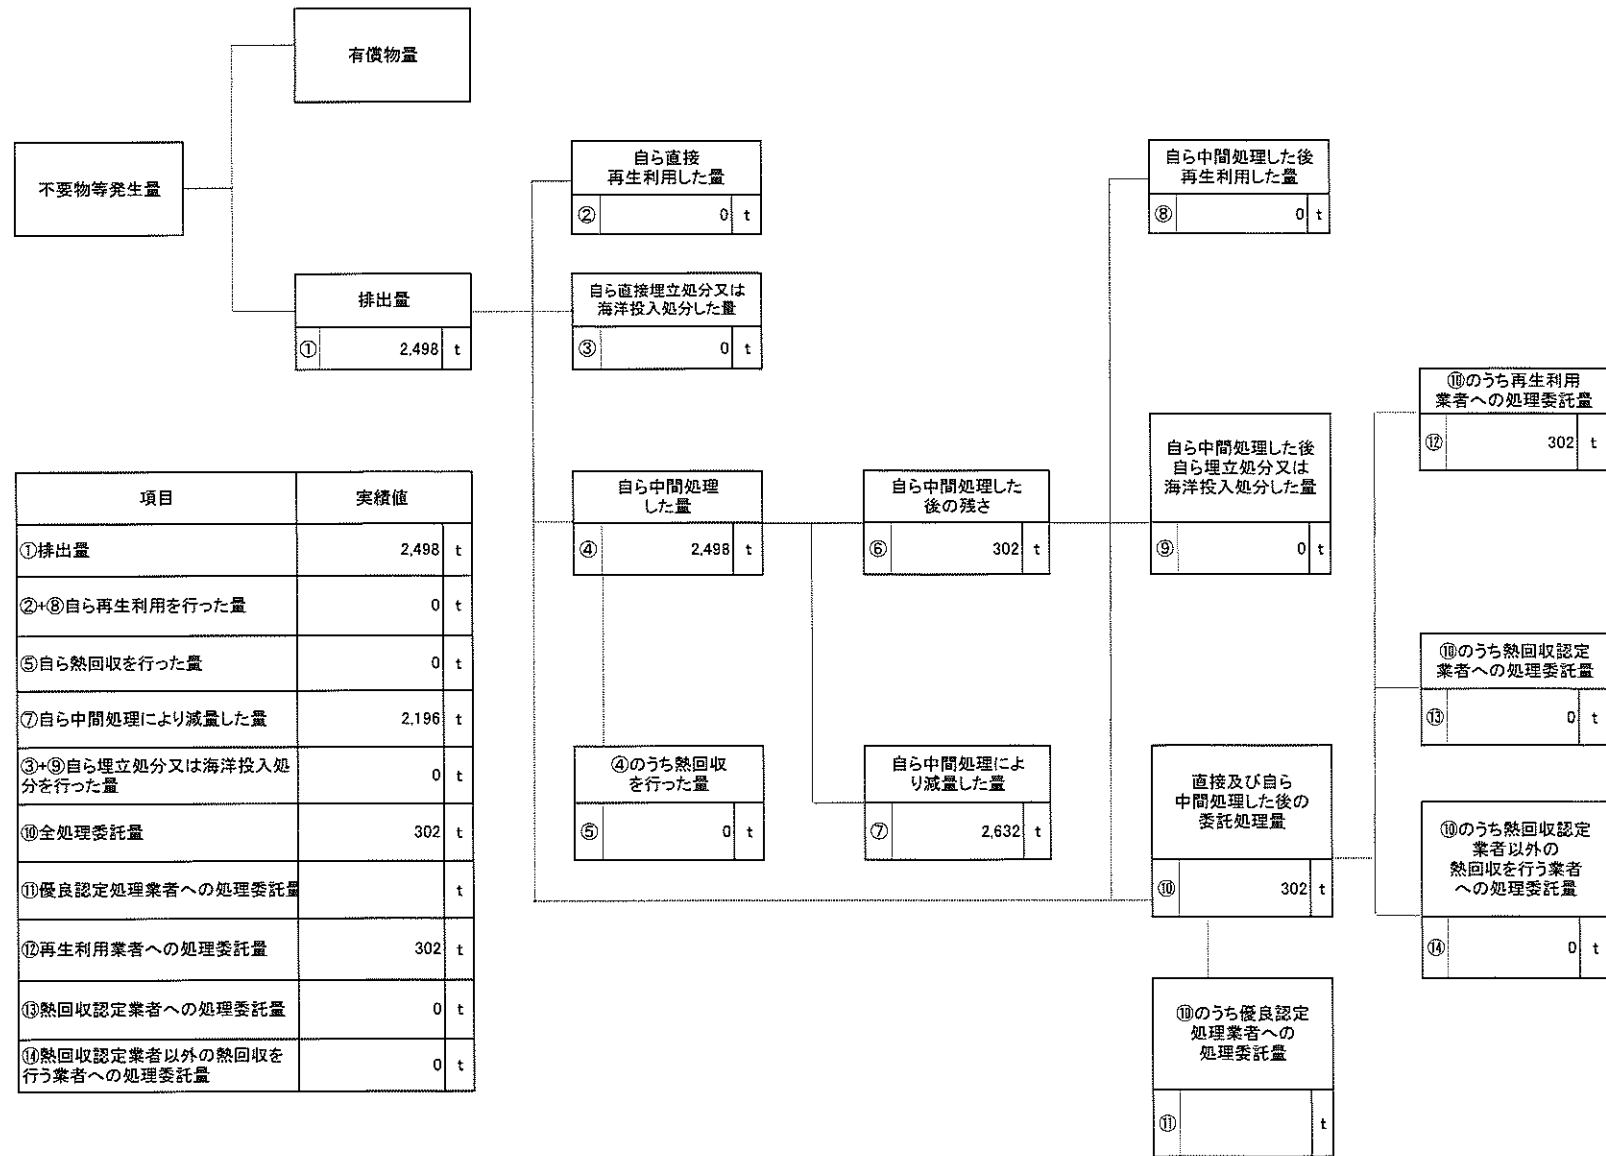 有償物量
不要物等発生量
排出量
① 2,498 t
自ら直接
再生利用した量
② 0 t
自ら直接埋立処分又は
海洋投入処分した量
③ 0 t
自ら中間処理
した量
④ 2,498 t
④のうち熱回収
を行った量
⑤ 0 t
自ら中間処理した
後の残さ
⑥ 302 t
自ら中間処理によ
り減量した量
⑦ 2,632 t
自ら中間処理した後
再生利用した量
⑧ 0 t
自ら中間処理した後
自ら埋立処分又は
海洋投入処分した量
⑨ 0 t
直接及び自ら
中間処理した後の
委託処理量
⑩ 302 t
⑩のうち優良認定
処理業者への
処理委託量
⑪ t
⑩のうち再生利用
業者への処理委託量
⑫ 302 t
⑩のうち熱回収認定
業者への処理委託量
⑬ 0 t
⑩のうち熱回収認定
業者以外の
熱回収を行う業者
への処理委託量
⑭ 0 t
項目 実績値
①排出量 2,498 t
②+⑧自ら再生利用を行った量 0 t
⑤自ら熱回収を行った量 0 t
⑦自ら中間処理により減量した量 2,196 t
③+⑨自ら埋立処分又は海洋投入処
分を行った量 0 t
⑩全処理委託量 302 t
⑪優良認定処理業者への処理委託量 t
⑫再生利用業者への処理委託量 302 t
⑬熱回収認定業者への処理委託量 0 t
⑭熱回収認定業者以外の熱回収を
行う業者への処理委託量 0 t